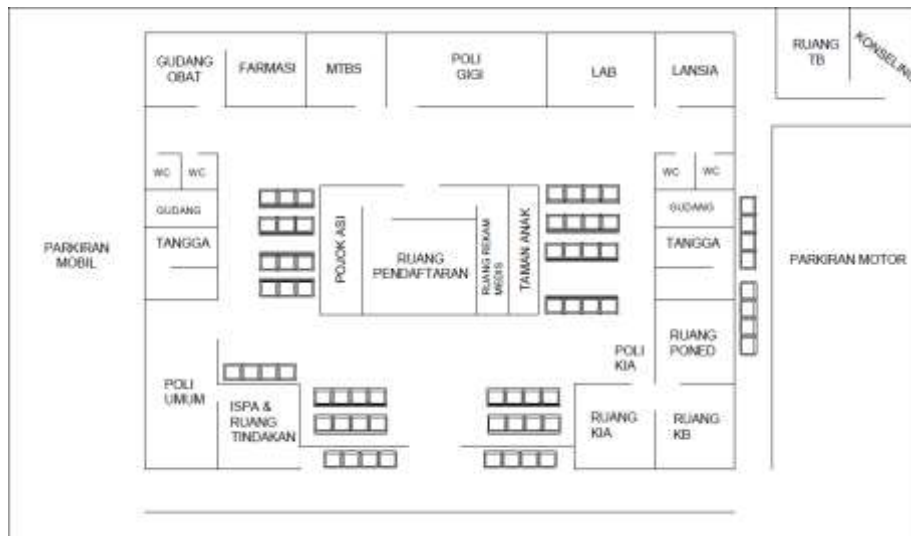 GUDANG
OBAT
FARMASI
MTBS
POLI
GIGI
LAB
LANSIA
RUANG
TB
KONSELING
WC
WC
GUDANG
TANGGA
PARKIRAN
MOBIL
POJOK ASI
RUANG
PENDAFTARAN
RUANG REKAM
MEDIS
TAMAN ANAK
WC
WC
GUDANG
TANGGA
PARKIRAN MOTOR
POLI
UMUM
ISPA &
RUANG
TINDAKAN
POLI
KIA
RUANG
PONED
RUANG
KIA
RUANG
KB